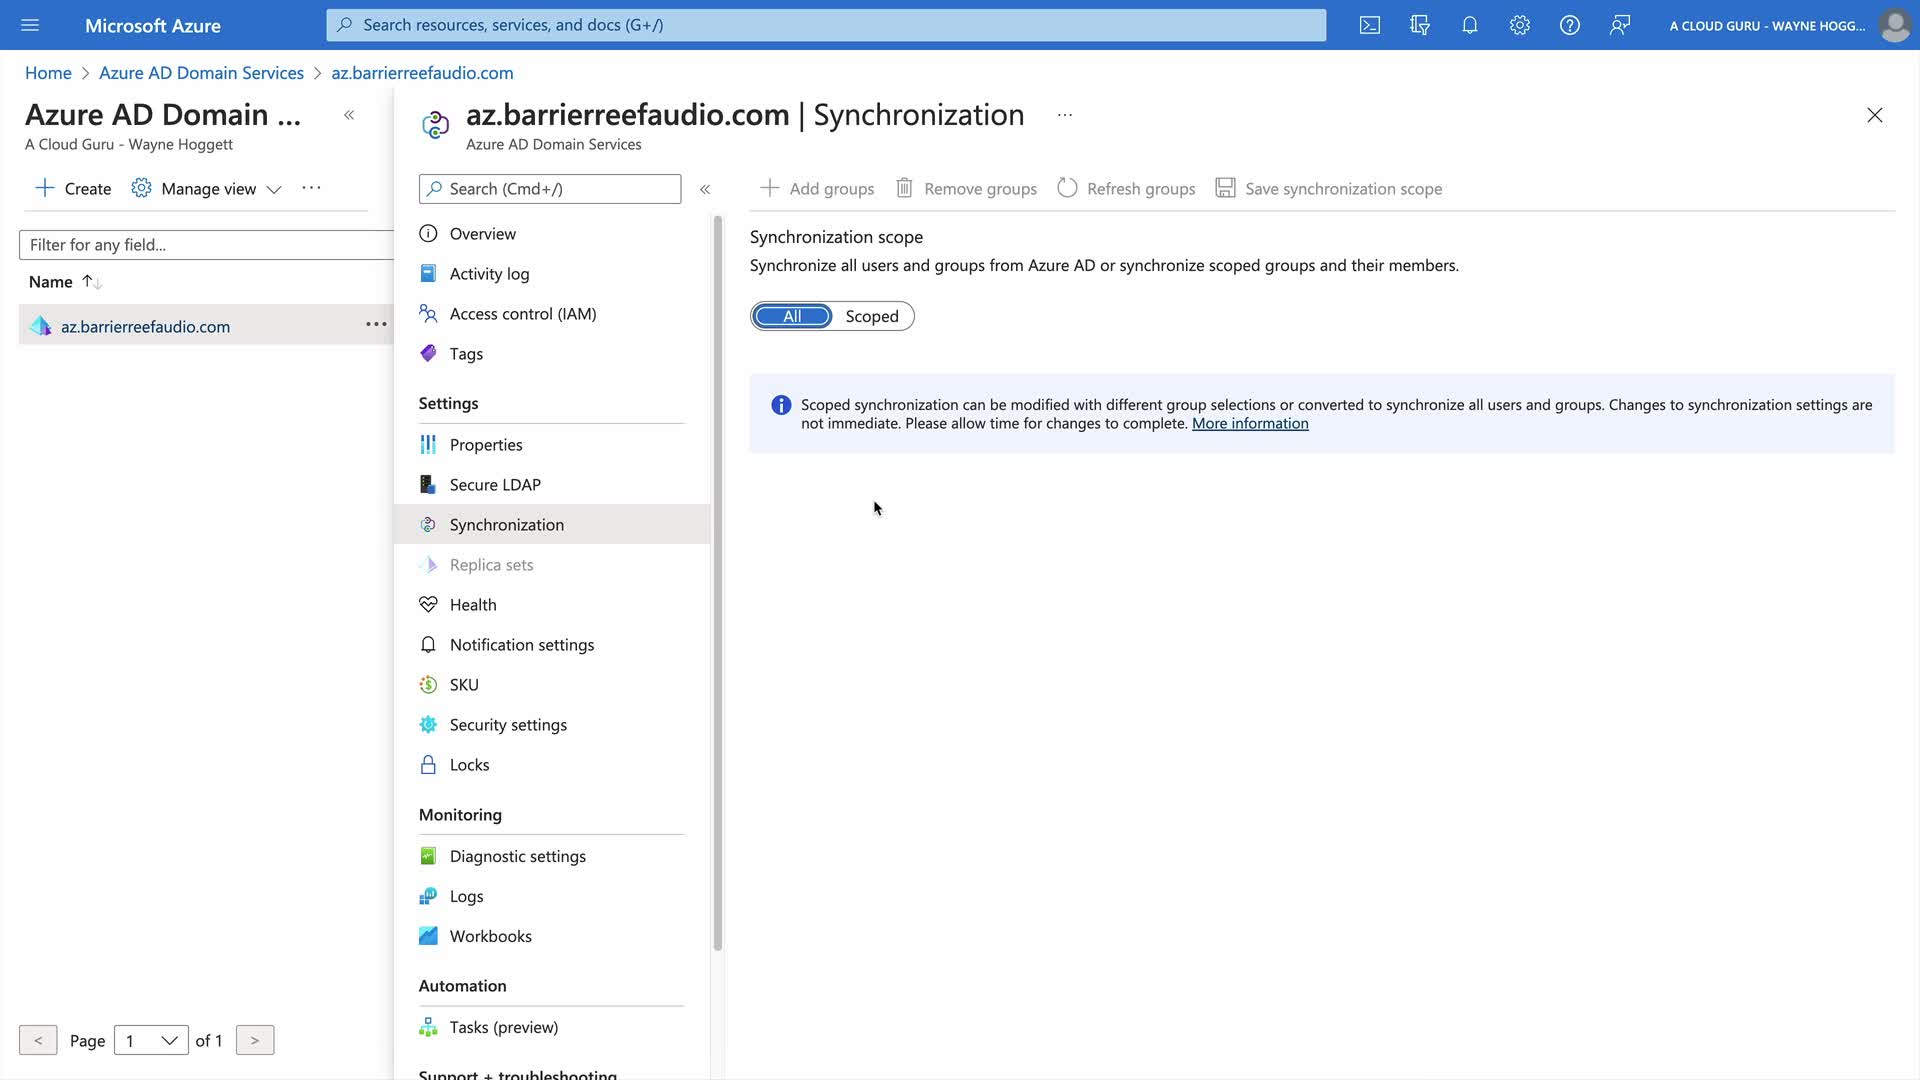 Microsoft Azure
Search resources, services, and docs (G+/)
A CLOUD GURU - WAYNE HOGG...
Home > Azure AD Domain Services > az.barrierreefaudio.com
Azure AD Domain ...
A Cloud Guru - Wayne Hoggett
Create
Manage view
...
Filter for any field...
Name
az.barrierreefaudio.com
...
< Page 1 of 1 >
az.barrierreefaudio.com | Synchronization
...
Azure AD Domain Services
Search (Cmd+/)
Overview
Activity log
Access control (IAM)
Tags
Settings
Properties
Secure LDAP
Synchronization
Replica sets
Health
Notification settings
SKU
Security settings
Locks
Monitoring
Diagnostic settings
Logs
Workbooks
Automation
Tasks (preview)
Support + troubleshooting
Add groups
Remove groups
Refresh groups
Save synchronization scope
Synchronization scope
Synchronize all users and groups from Azure AD or synchronize scoped groups and their members.
All
Scoped
Scoped synchronization can be modified with different group selections or converted to synchronize all users and groups. Changes to synchronization settings are
not immediate. Please allow time for changes to complete. More information